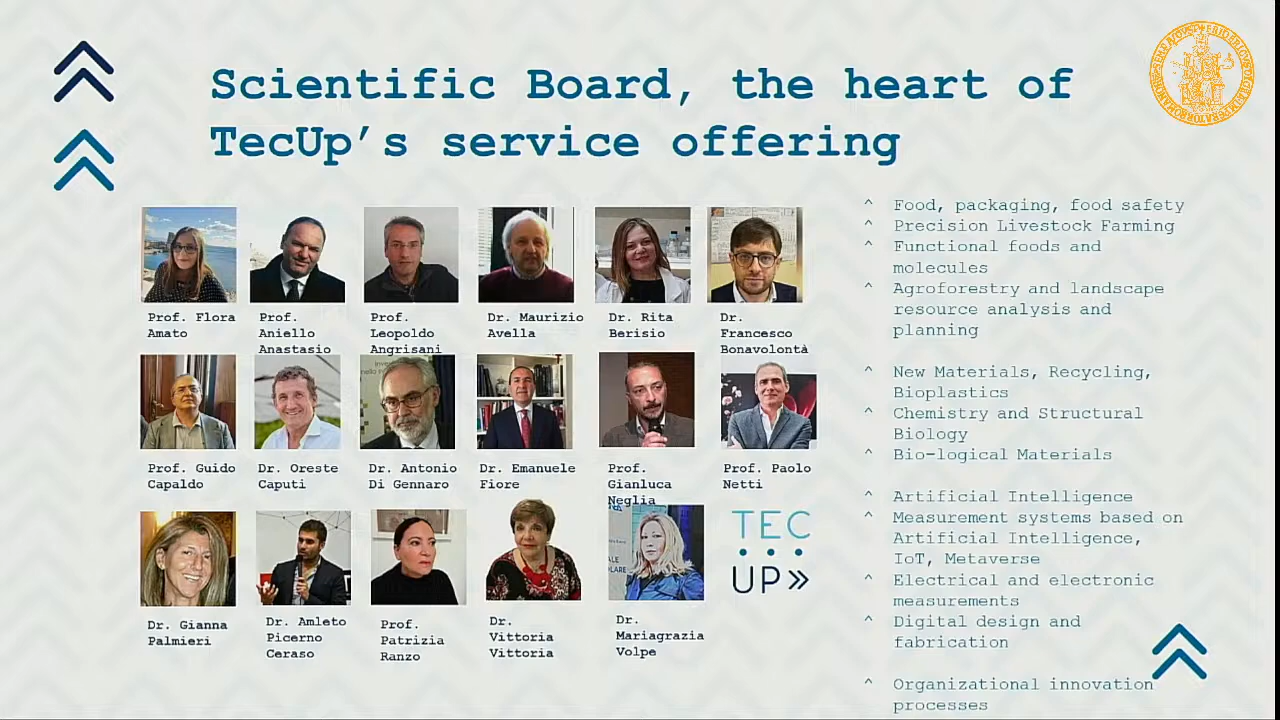 Scientific Board, the heart of
TecUp’s service offering
Prof. Flora
Amato
Prof.
Aniello
Anastasio
Prof.
Leopoldo
Angrisani
Dr. Maurizio
Avella
Dr. Rita
Berisio
Dr.
Francesco
Bonavolontà
Prof. Guido
Capaldo
Dr. Oreste
Caputi
Dr. Antonio
Di Gennaro
Dr. Emanuele
Fiore
Prof.
Gianluca
Neglia
Prof. Paolo
Netti
Dr. Gianna
Palmieri
Dr. Amleto
Picerno
Ceraso
Prof.
Patrizia
Ranzo
Dr.
Vittoria
Vittoria
Dr.
Mariagrazia
Volpe
TEC
UP»
^ Food, packaging, food safety
^ Precision Livestock Farming
^ Functional foods and
molecules
^ Agroforestry and landscape
resource analysis and
planning
^ New Materials, Recycling,
Bioplastics
^ Chemistry and Structural
Biology
^ Bio-logical Materials
^ Artificial Intelligence
^ Measurement systems based on
Artificial Intelligence,
IoT, Metaverse
^ Electrical and electronic
measurements
^ Digital design and
fabrication
^ Organizational innovation
processes